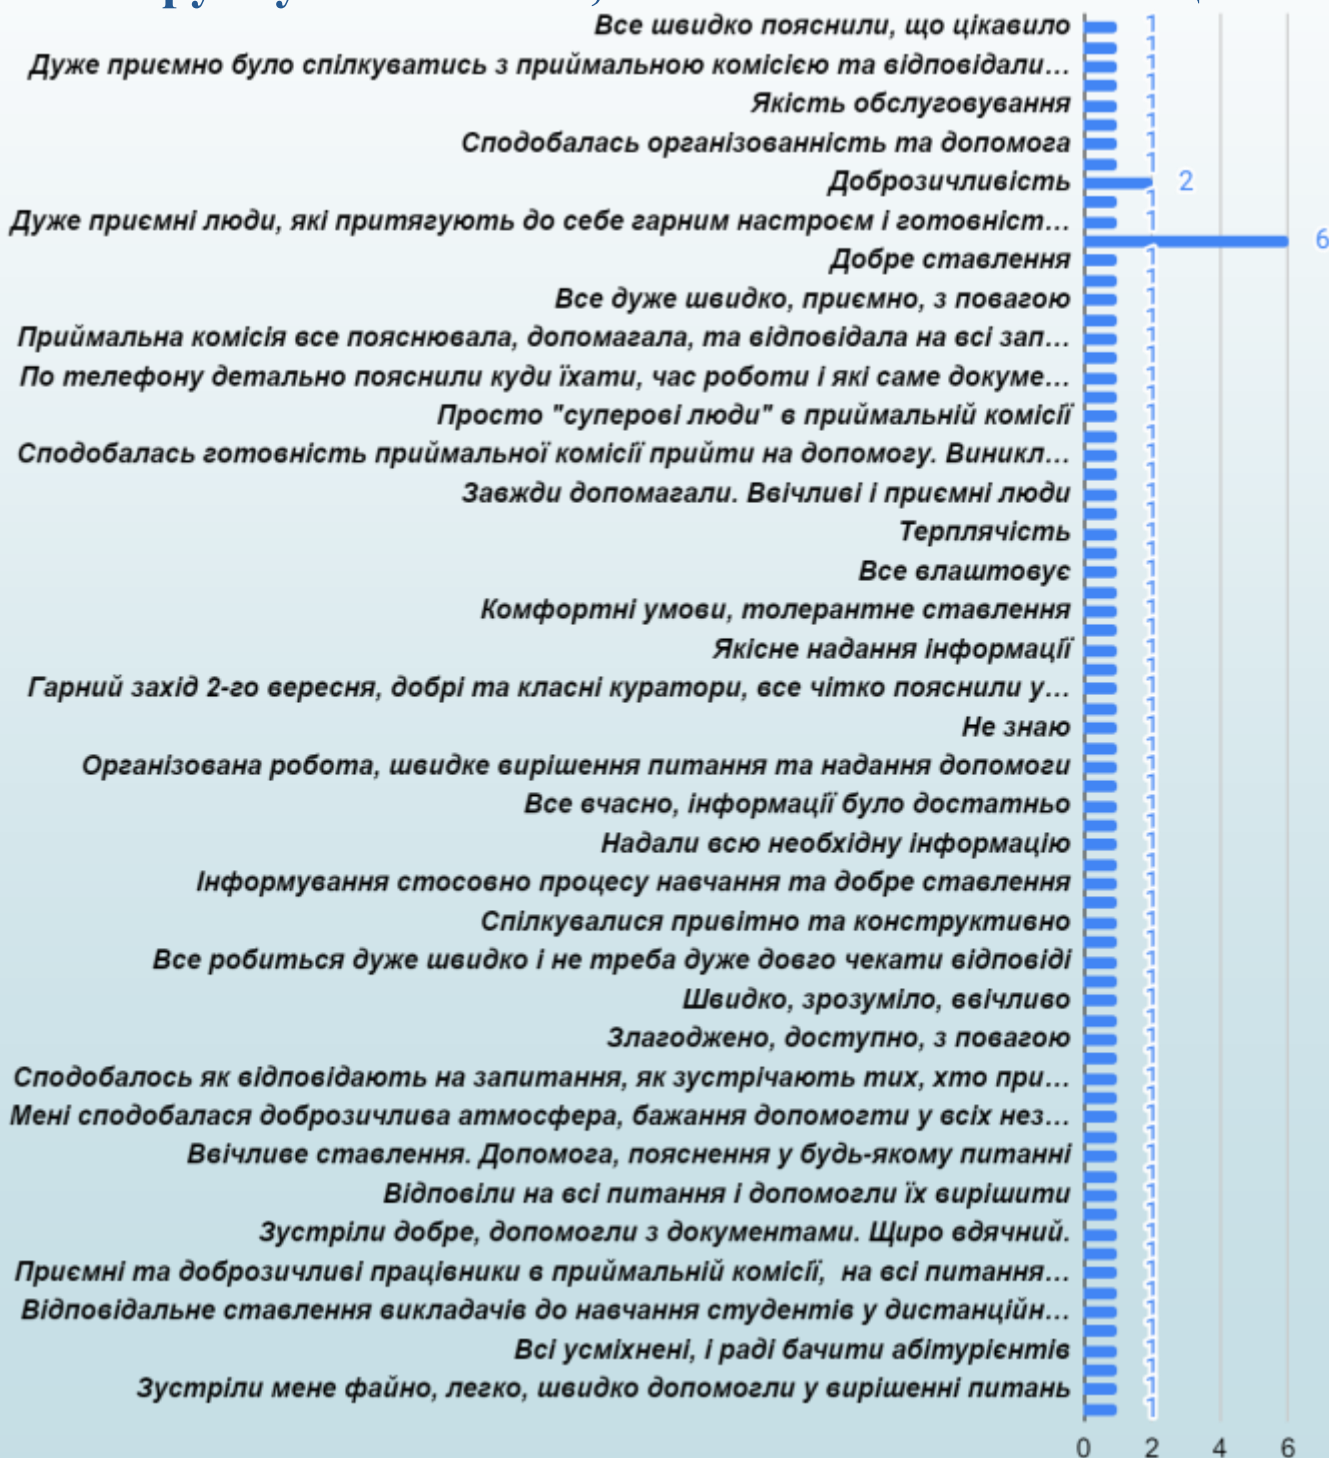 Все швидко пояснили, що цікавило
Дуже приємно було спілкуватись з приймальною комісією та відповідали...
Якість обслуговування
Сподобалась організованність та допомога
Доброзичливість 2
Дуже приємні люди, які притягують до себе гарним настроєм і готовніст...
6
Добре ставлення
Все дуже швидко, приємно, з повагою
Приймальна комісія все пояснювала, допомагала, та відповідала на всі зап...
По телефону детально пояснили куди їхати, час роботи і які саме докуме...
Просто "суперові люди" в приймальній комісії
Сподобалась готовність приймальної комісії прийти на допомогу. Виникл...
Завжди допомагали. Ввічливі і приємні люди
Терплячість
Все влаштовує
Комфортні умови, толерантне ставлення
Якісне надання інформації
Гарний захід 2-го вересня, добрі та класні куратори, все чітко пояснили у...
Не знаю
Організована робота, швидке вирішення питання та надання допомоги
Все вчасно, інформації було достатньо
Надали всю необхідну інформацію
Інформування стосовно процесу навчання та добре ставлення
Спілкувалися привітно та конструктивно
Все робиться дуже швидко і не треба дуже довго чекати відповіді
Швидко, зрозуміло, ввічливо
Злагоджено, доступно, з повагою
Сподобалось як відповідають на запитання, як зустрічають тих, хто при...
Мені сподобалася доброзичлива атмосфера, бажання допомогти у всіх нез...
Ввічливе ставлення. Допомога, пояснення у будь-якому питанні
Відповіли на всі питання і допомогли їх вирішити
Зустріли добре, допомогли з документами. Щиро вдячний.
Приємні та доброзичливі працівники в приймальній комісії, на всі питання...
Відповідальне ставлення викладачів до навчання студентів у дистанційн...
Всі усміхнені, і раді бачити абітурієнтів
Зустріли мене файно, легко, швидко допомогли у вирішенні питань
0 2 4 6